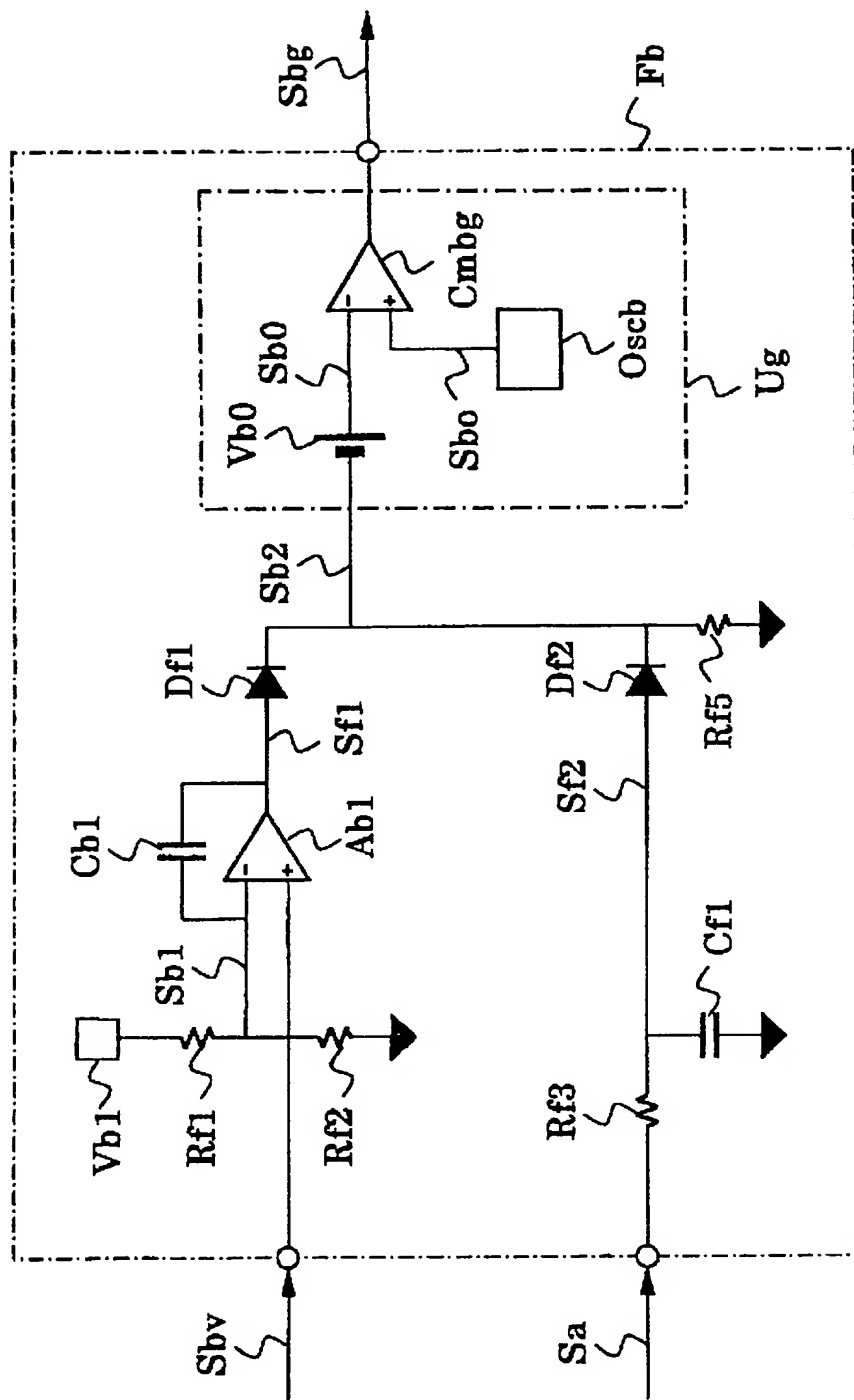 Sbg
Fb
Cmbg
Sb0
Vb0
Oscb
Sbo
Ug
-
+
Sb2
Df1
Sf1
Cb1
Ab1
-
+
Sb1
Df2
Rf5
Sf2
Vb1
Rf1
Rf2
Cf1
Rf3
Sbv
Sa